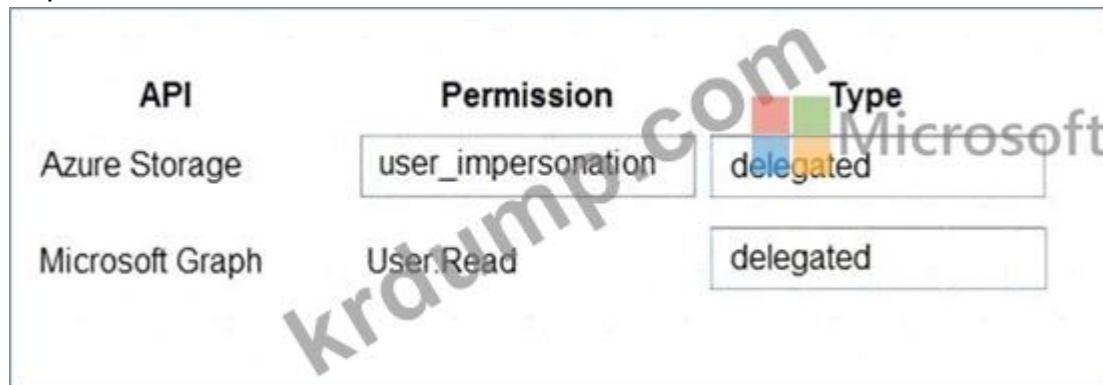 API Permission Type
Microsoft
Azure Storage user_impersonation delegated
Microsoft Graph User.Read delegated
krdump.com